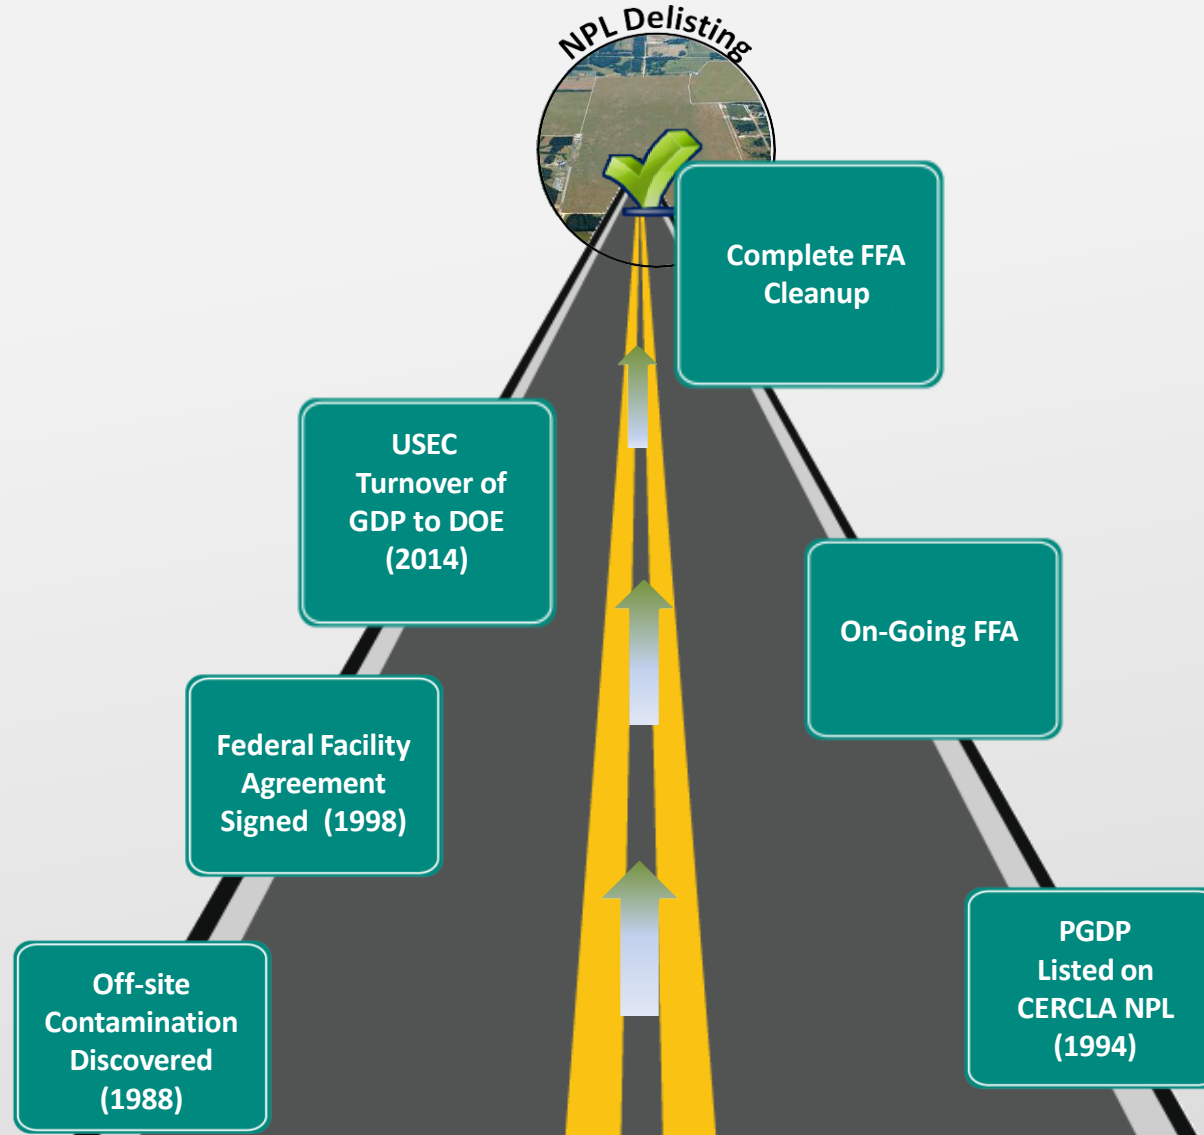 NPL Delisting
Complete FFA
Cleanup
USEC
Turnover of
GDP to DOE
(2014)
On-Going FFA
Federal Facility
Agreement
Signed (1998)
PGDP
Listed on
CERCLA NPL
(1994)
Off-site
Contamination
Discovered
(1988)